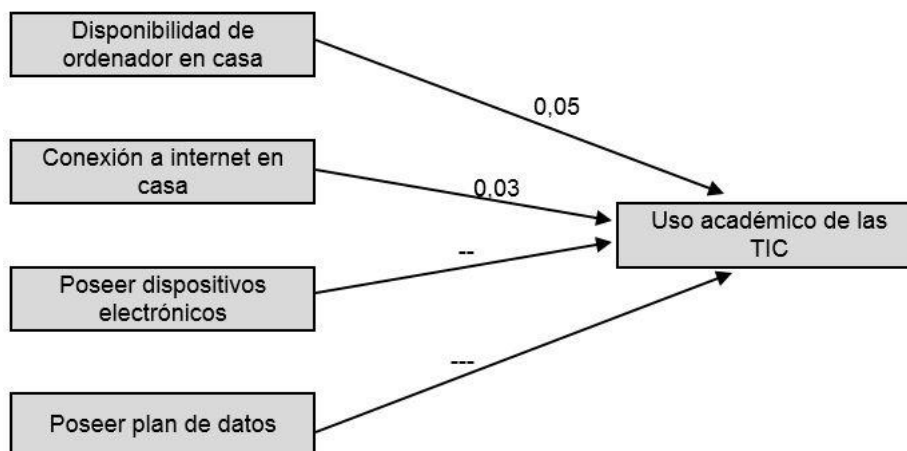 Disponibilidad de
ordenador en casa
0,05
Conexión a internet en
casa
0,03
Uso académico de las
TIC
--
Poseer dispositivos
electrónicos
---
Poseer plan de datos